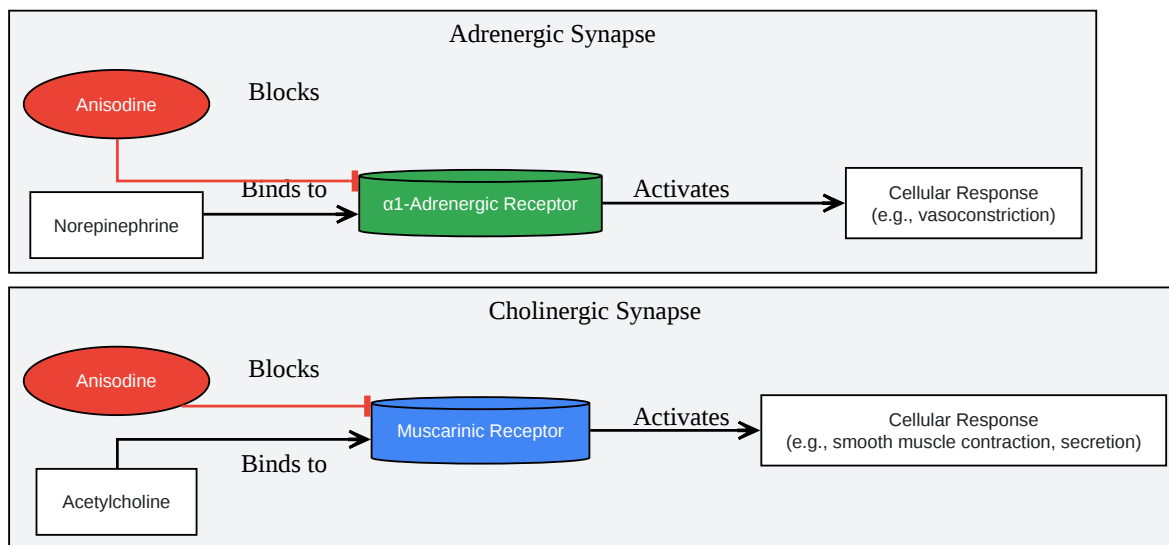 Adrenergic Synapse
Anisodine
Blocks
Binds to
Norepinephrine
α1-Adrenergic Receptor
Activates
Cellular Response
(e.g., vasoconstriction)
Cholinergic Synapse
Anisodine
Blocks
Muscarinic Receptor
Activates
Cellular Response
(e.g., smooth muscle contraction, secretion)
Binds to
Acetylcholine